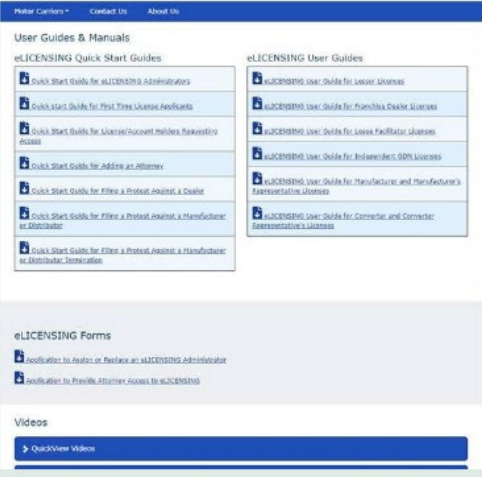 Motor Carriers Contact Us About Us
User Guides & Manuals
eLICENSING Quick Start Guides
Quick Start Guide for eLICENSING Administrators
Quick start Guide for First Time License Applicants
Quick Start Guide for License/Account Holders Requesting
Access
Quick Start Guide for Adding an Attorney
Quick Start Guide for Filing a Protest Against a Dealer
Quick Start Guide for Filing a Protest Against a Manufacturer
or Distributor
Quick Start Guide for Filing a Protest Against a Manufacturer
or Distributor Termination
eLICENSING User Guides
eLICENSING User Guide for Lessor Licenses
eLICENSING User Guide for Franchise Dealer Licenses
eLICENSING User Guide for Lease Facilitator Licenses
eLICENSING User Guide for Independent GDN Licenses
eLICENSING User Guide for Manufacturer and Manufacturer's
Representative Licenses
eLICENSING User Guide for Converter and Converter
Representative's Licenses
eLICENSING Forms
Application to Assign or Replace an eLICENSING Administrator
Application to Provide Attorney Access to eLICENSING
Videos
QuickView Videos